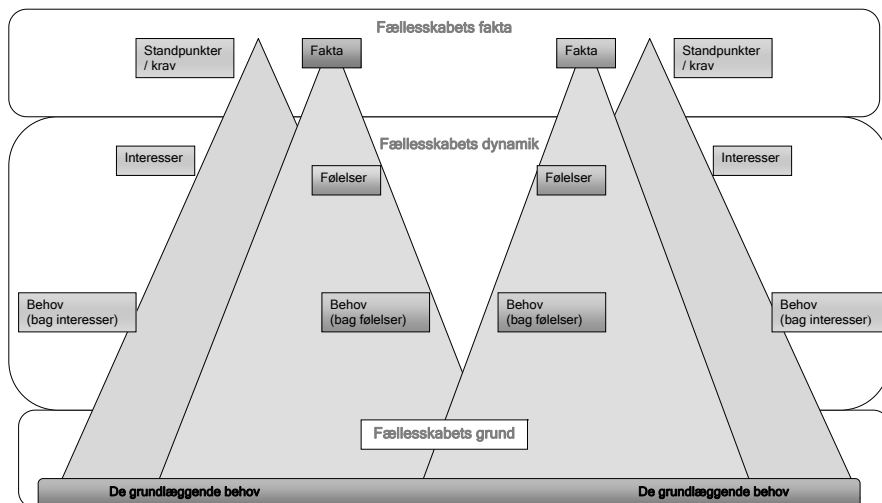 Fællesskabets fakta
Standpunkter
/ krav
Fakta
Fakta
Standpunkter
/ krav
Fællesskabets dynamik
Interesser
Interesser
Følelser
Følelser
Behov
(bag interesser)
Behov
(bag følelser)
Behov
(bag følelser)
Behov
(bag interesser)
Fællesskabets grund
De grundlæggende behov
De grundlæggende behov